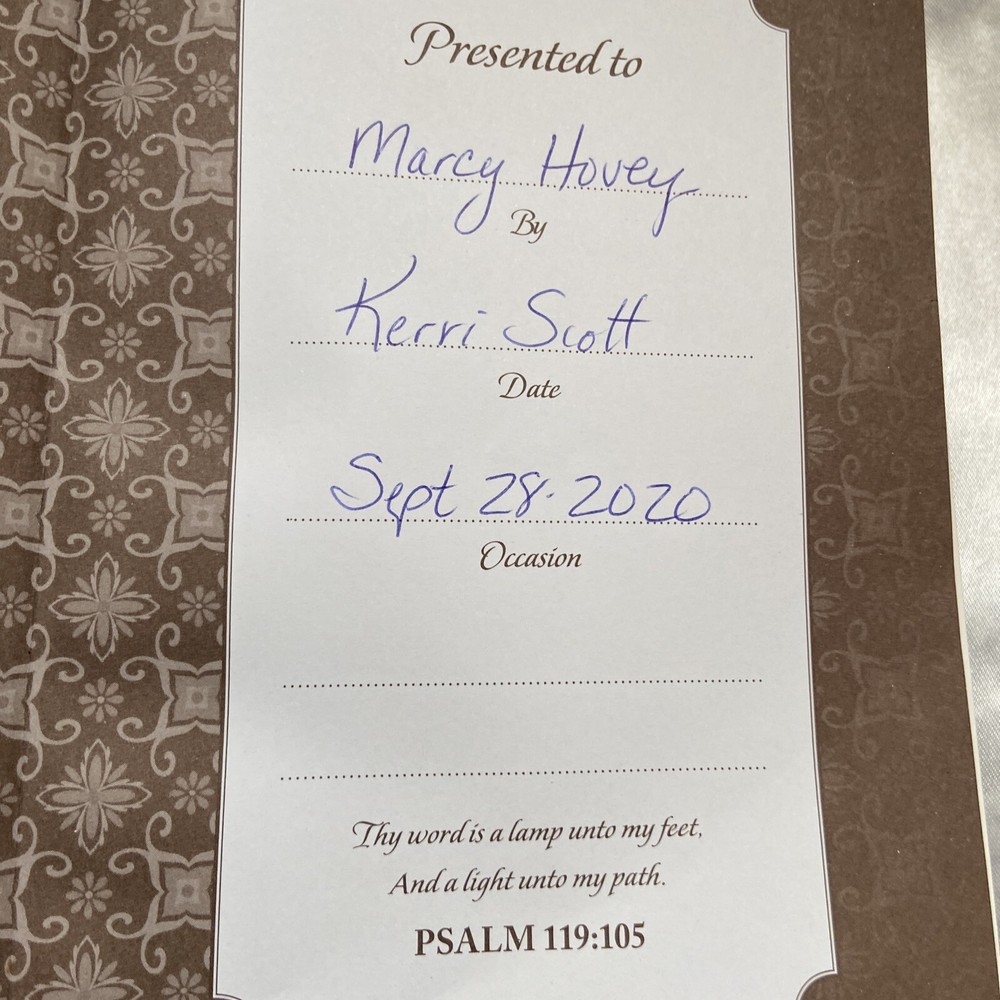 Presented to
Marcy Hovey
By
Kerri Scott
Date
Sept 28. 2020
Occasion
Thy word is a lamp unto my feet,
And a light unto my path.
PSALM 119:105